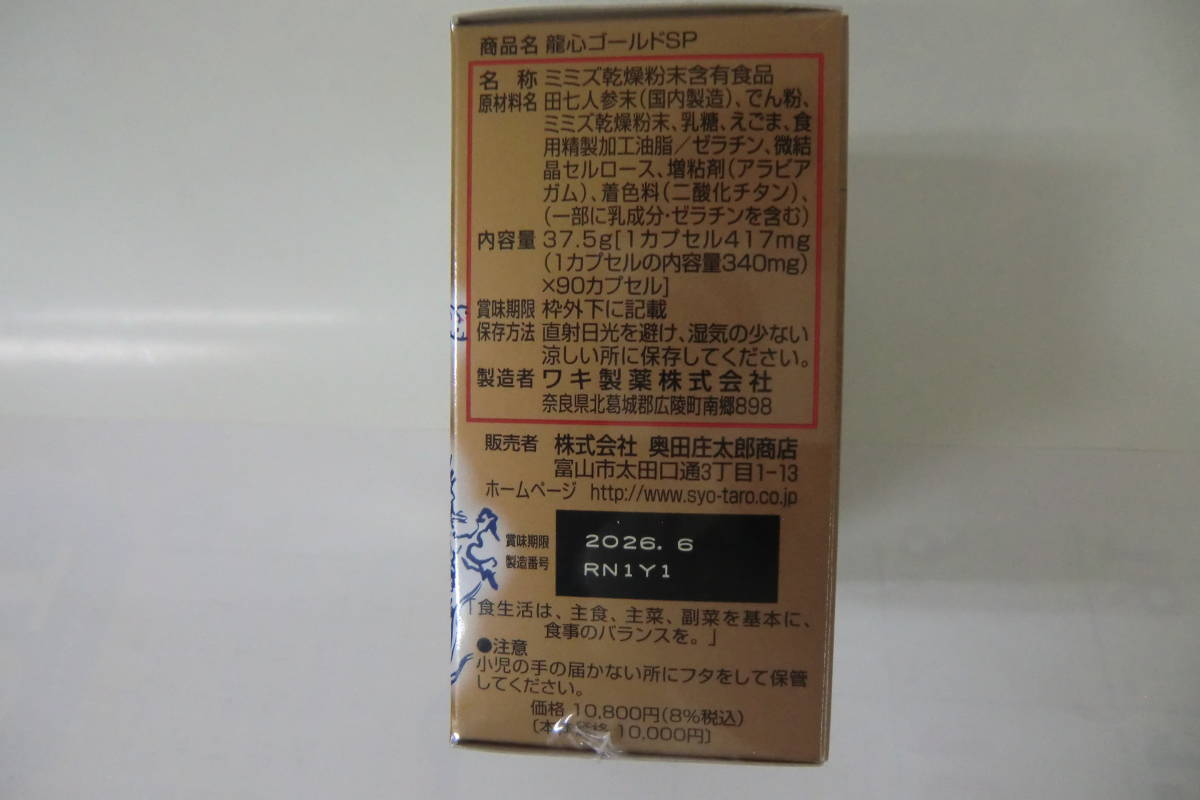 商品名 龍心ゴールドSP
名称 ミミズ乾燥粉末含有食品
原材料名 田七人参末(国内製造)、でん粉、
ミミズ乾燥粉末、乳糖、えごま、食
用精製加工油脂/ゼラチン、微結
晶セルロース、増粘剤(アラビア
ガム)、着色料(二酸化チタン)、
(一部に乳成分・ゼラチンを含む)
内容量 37.5g[1カプセル417mg
(1カプセルの内容量340mg)
×90カプセル]
賞味期限 枠外下に記載
保存方法 直射日光を避け、湿気の少ない
涼しい所に保存してください。
製造者 ワキ製薬株式会社
奈良県北葛城郡広陵町南郷898
販売者 株式会社 奥田庄太郎商店
富山市太田口通3丁目1-13
ホームページ http://www.syo-taro.co.jp
賞味期限 2026. 6
製造番号 RN1Y1
「食生活は、主食、主菜、副菜を基本に、
食事のバランスを。」
●注意
小児の手の届かない所にフタをして保管
してください。
価格 10,800円(8%税込)
〔本体価格 10,000円〕